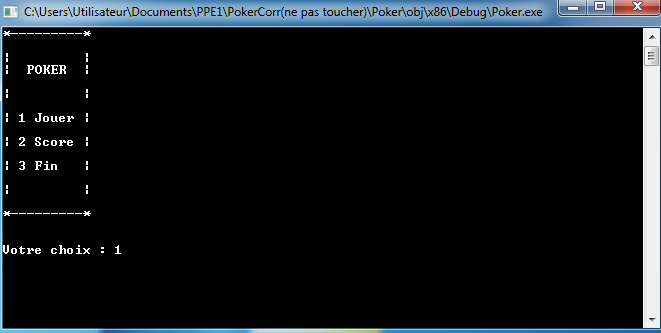 C:\Users\Utilisateur\Documents\PPE1\PokerCorr(ne pas toucher)\Poker\obj\x86\Debug\Poker.exe
*---------*
¦         ¦
¦  POKER  ¦
¦         ¦
¦ 1 Jouer ¦
¦ 2 Score ¦
¦ 3 Fin   ¦
¦         ¦
*---------*
Votre choix : 1